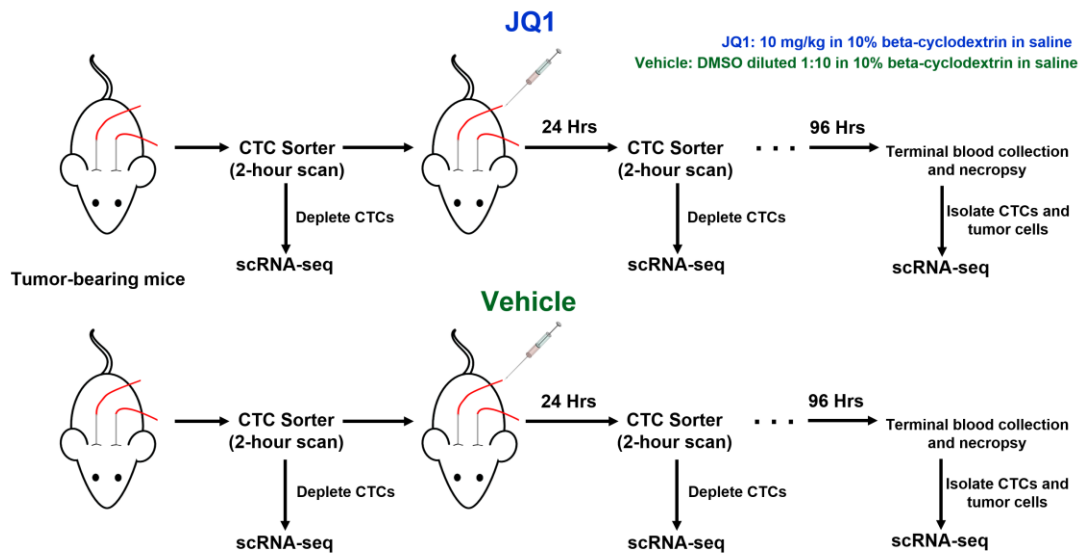 JQ1
JQ1: 10 mg/kg in 10% beta-cyclodextrin in saline
Vehicle: DMSO diluted 1:10 in 10% beta-cyclodextrin in saline
24 Hrs
96 Hrs
CTC Sorter
(2-hour scan)
CTC Sorter
(2-hour scan)
. . .
Terminal blood collection
and necropsy
Deplete CTCs
Deplete CTCs
Isolate CTCs and
tumor cells
scRNA-seq
scRNA-seq
scRNA-seq
Tumor-bearing mice
Vehicle
24 Hrs
96 Hrs
CTC Sorter
(2-hour scan)
CTC Sorter
(2-hour scan)
. . .
Terminal blood collection
and necropsy
Deplete CTCs
Deplete CTCs
Isolate CTCs and
tumor cells
scRNA-seq
scRNA-seq
scRNA-seq